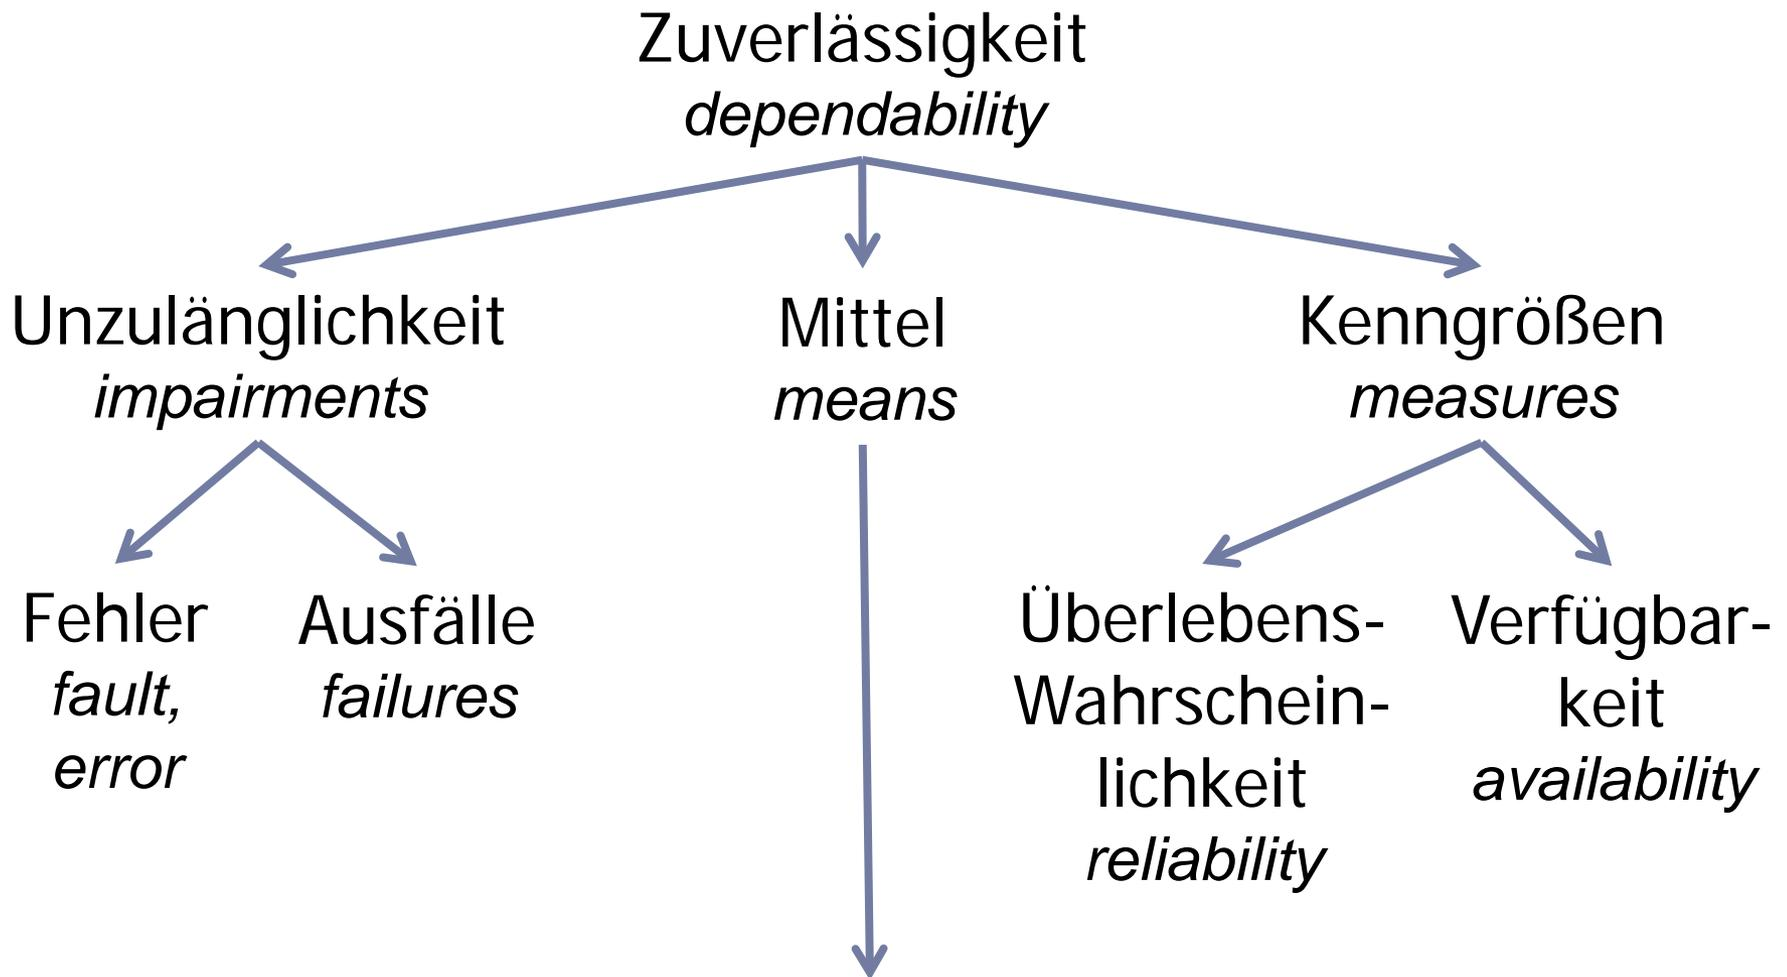 Zuverlässigkeit
dependability
Unzulänglichkeit
impairments
Mittel
means
Kenngrößen
measures
Fehler
fault,
error
Ausfälle
failures
Überlebens-
Wahrschein-
lichkeit
reliability
Verfügbar-
keit
availability